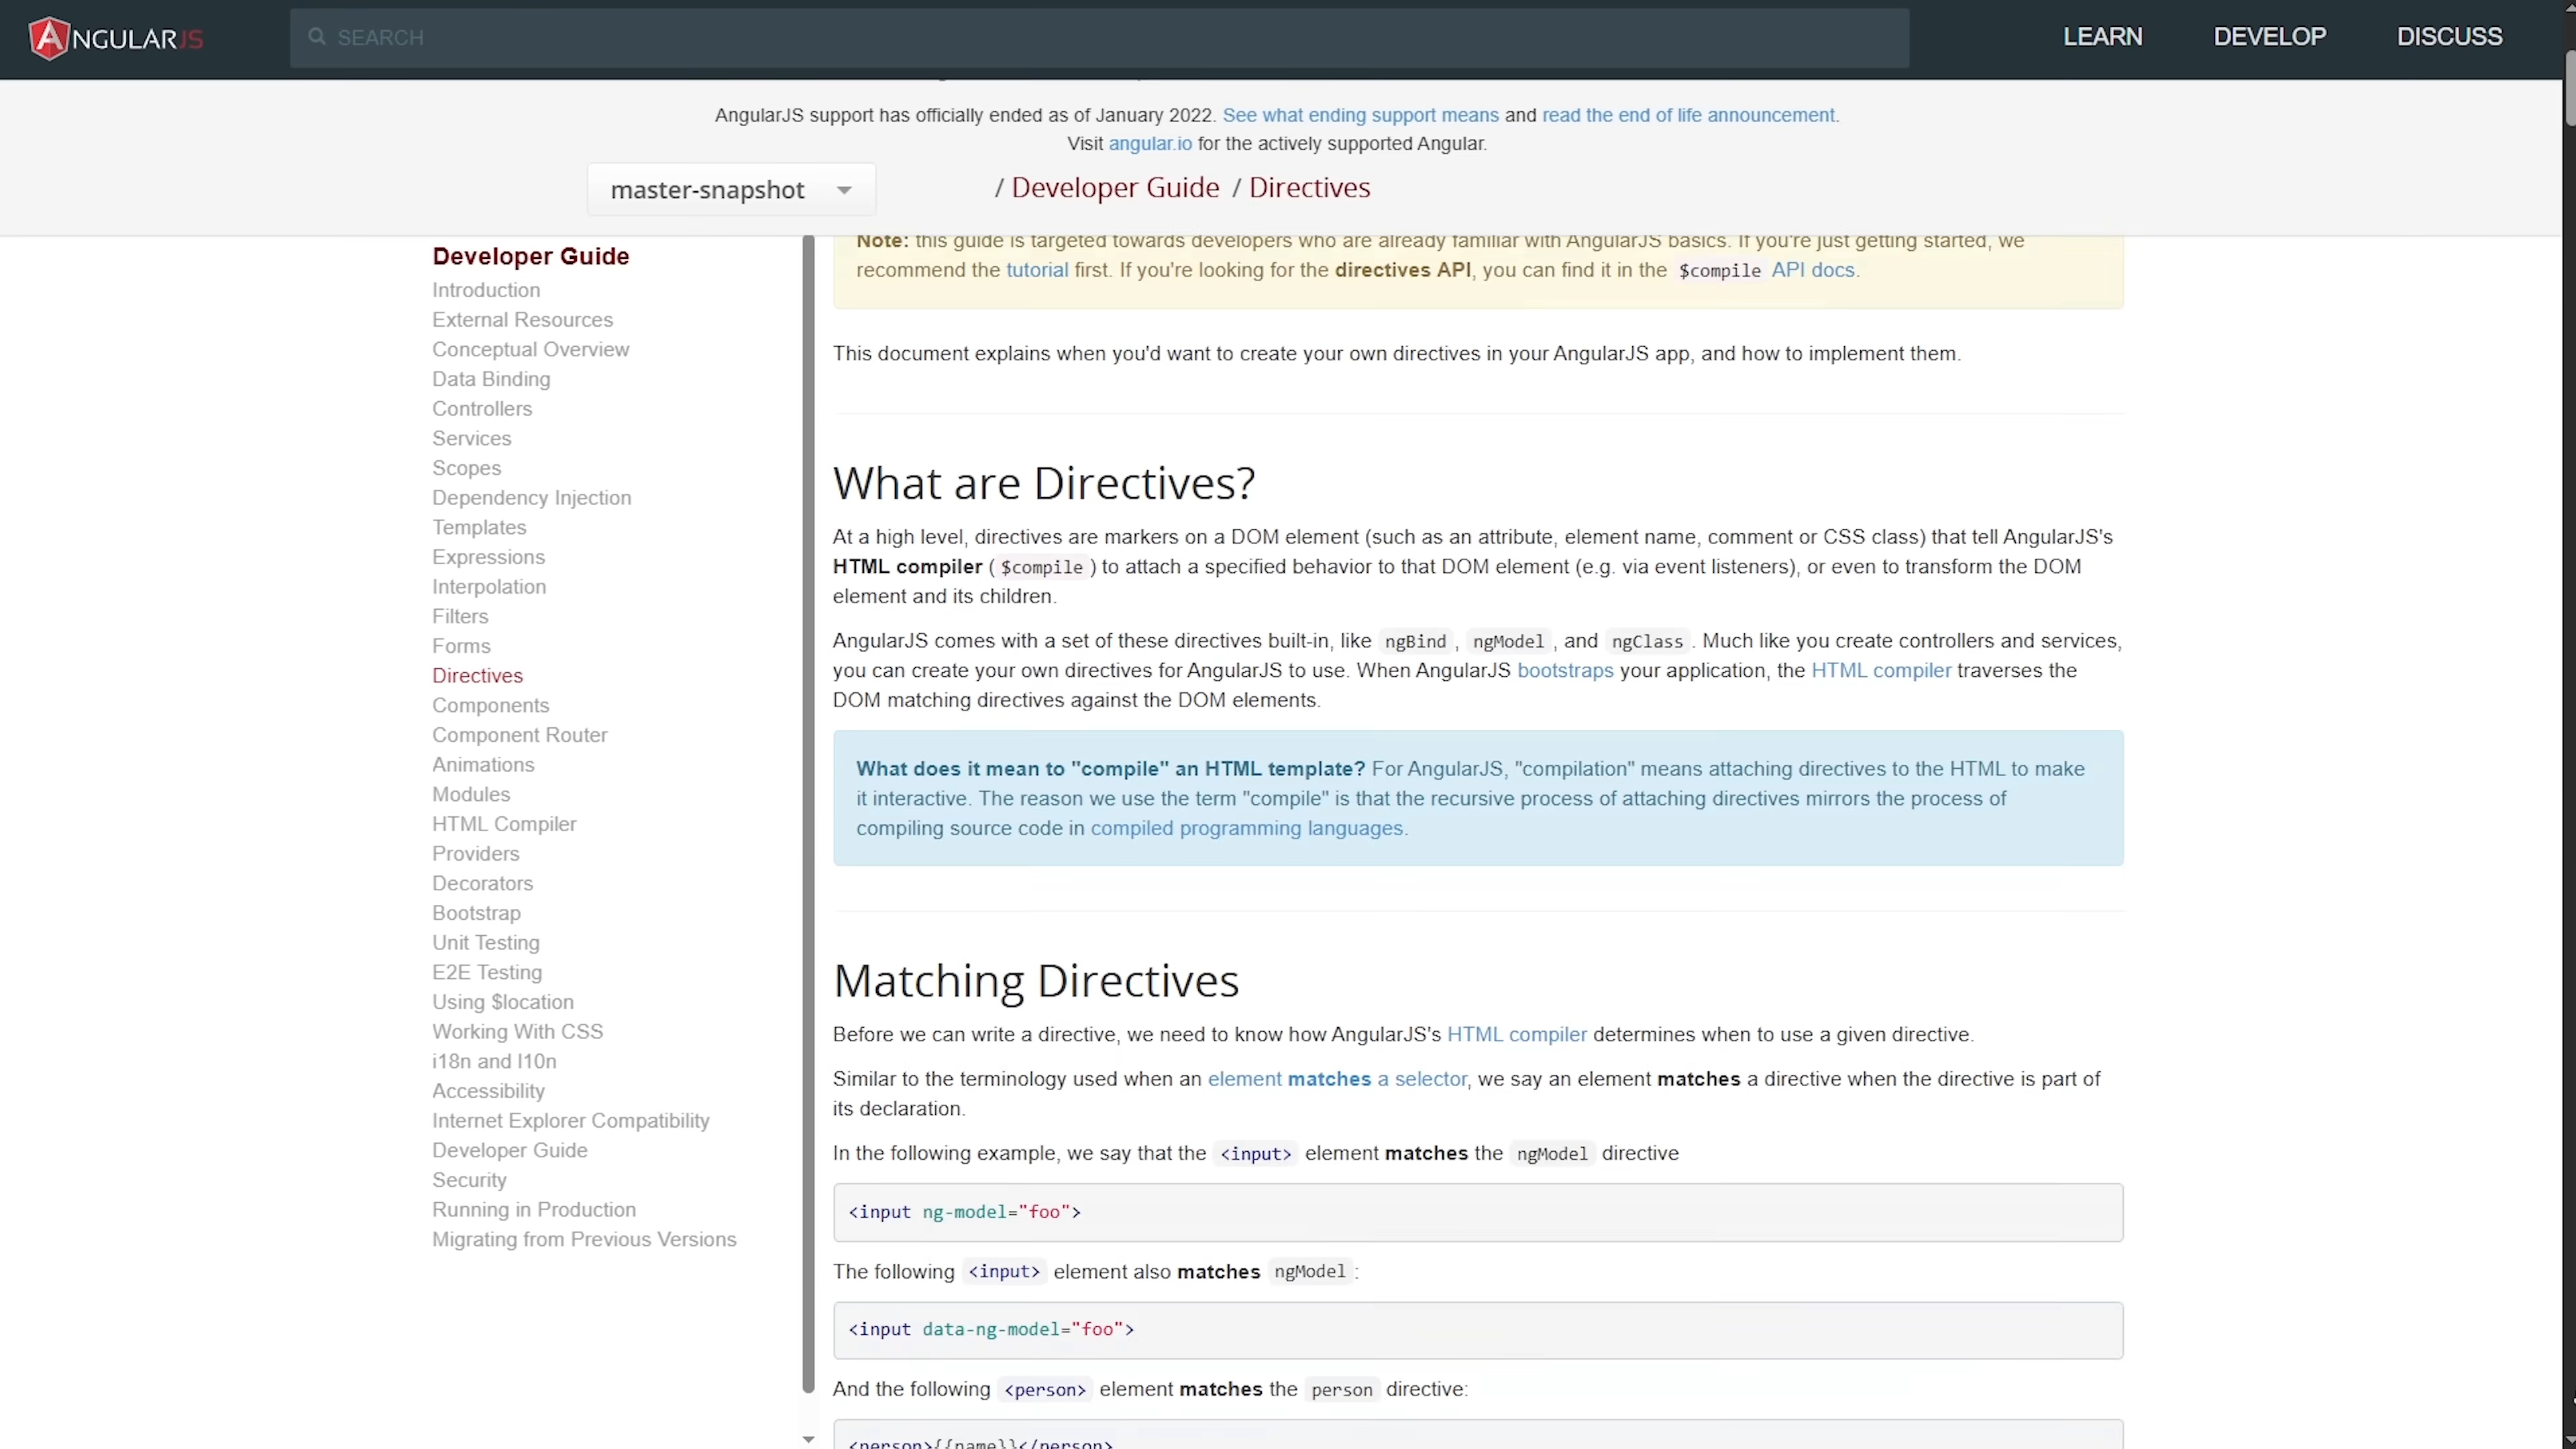 ANGULARJS
SEARCH
LEARN
DEVELOP
DISCUSS
AngularJS support has officially ended as of January 2022. See what ending support means and read the end of life announcement.
Visit angular.io for the actively supported Angular.
master-snapshot
/ Developer Guide / Directives
Developer Guide
Introduction
External Resources
Conceptual Overview
Data Binding
Controllers
Services
Scopes
Dependency Injection
Templates
Expressions
Interpolation
Filters
Forms
Directives
Components
Component Router
Animations
Modules
HTML Compiler
Providers
Decorators
Bootstrap
Unit Testing
E2E Testing
Using $location
Working With CSS
i18n and l10n
Accessibility
Internet Explorer Compatibility
Developer Guide
Security
Running in Production
Migrating from Previous Versions
Note: this guide is targeted towards developers who are already familiar with AngularJS basics. If you're just getting started, we
recommend the tutorial first. If you're looking for the directives API, you can find it in the $compile API docs.
This document explains when you'd want to create your own directives in your AngularJS app, and how to implement them.
What are Directives?
At a high level, directives are markers on a DOM element (such as an attribute, element name, comment or CSS class) that tell AngularJS's
HTML compiler ($compile) to attach a specified behavior to that DOM element (e.g. via event listeners), or even to transform the DOM
element and its children.
AngularJS comes with a set of these directives built-in, like ngBind, ngModel, and ngClass. Much like you create controllers and services,
you can create your own directives for AngularJS to use. When AngularJS bootstraps your application, the HTML compiler traverses the
DOM matching directives against the DOM elements.
What does it mean to "compile" an HTML template? For AngularJS, "compilation" means attaching directives to the HTML to make
it interactive. The reason we use the term "compile" is that the recursive process of attaching directives mirrors the process of
compiling source code in compiled programming languages.
Matching Directives
Before we can write a directive, we need to know how AngularJS's HTML compiler determines when to use a given directive.
Similar to the terminology used when an element matches a selector, we say an element matches a directive when the directive is part of
its declaration.
In the following example, we say that the <input> element matches the ngModel directive
<input ng-model="foo">
The following <input> element also matches ngModel:
<input data-ng-model="foo">
And the following <person> element matches the person directive:
<person>{{name}}</person>